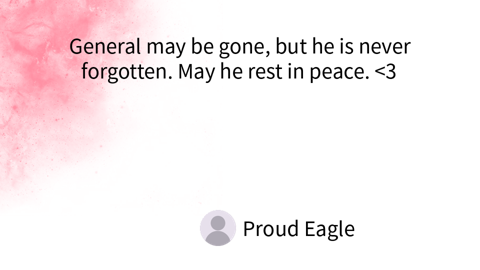 General may be gone, but he is never
forgotten. May he rest in peace. <3
Proud Eagle